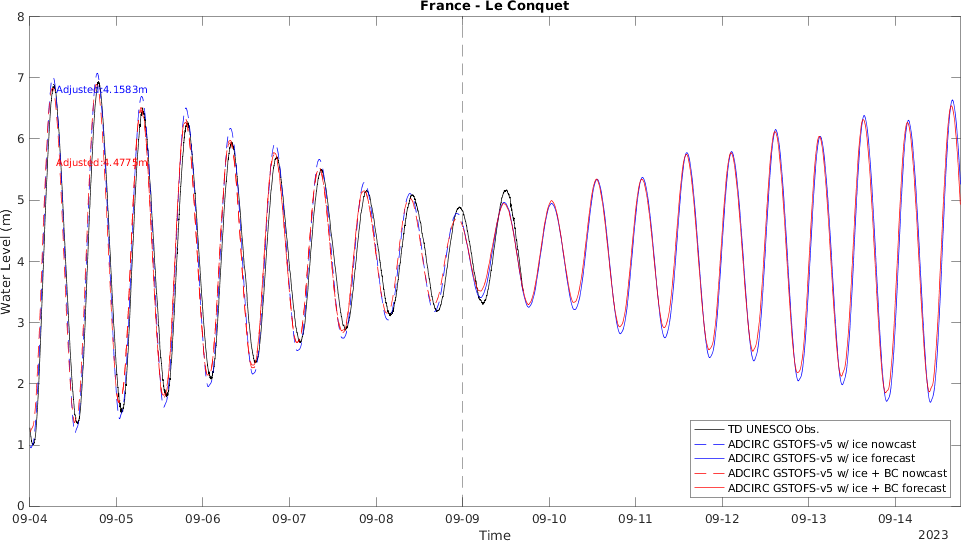 France - Le Conquet
8
7
6
5
4
3
2
1
0
Water Level (m)
Adjusted:4.1583m
Adjusted:4.4775m
TD UNESCO Obs.
ADCIRC GSTOFS-v5 w/ ice nowcast
ADCIRC GSTOFS-v5 w/ ice forecast
ADCIRC GSTOFS-v5 w/ ice + BC nowcast
ADCIRC GSTOFS-v5 w/ ice + BC forecast
09-04 09-05 09-06 09-07 09-08 09-09 09-10 09-11 09-12 09-13 09-14
Time
2023